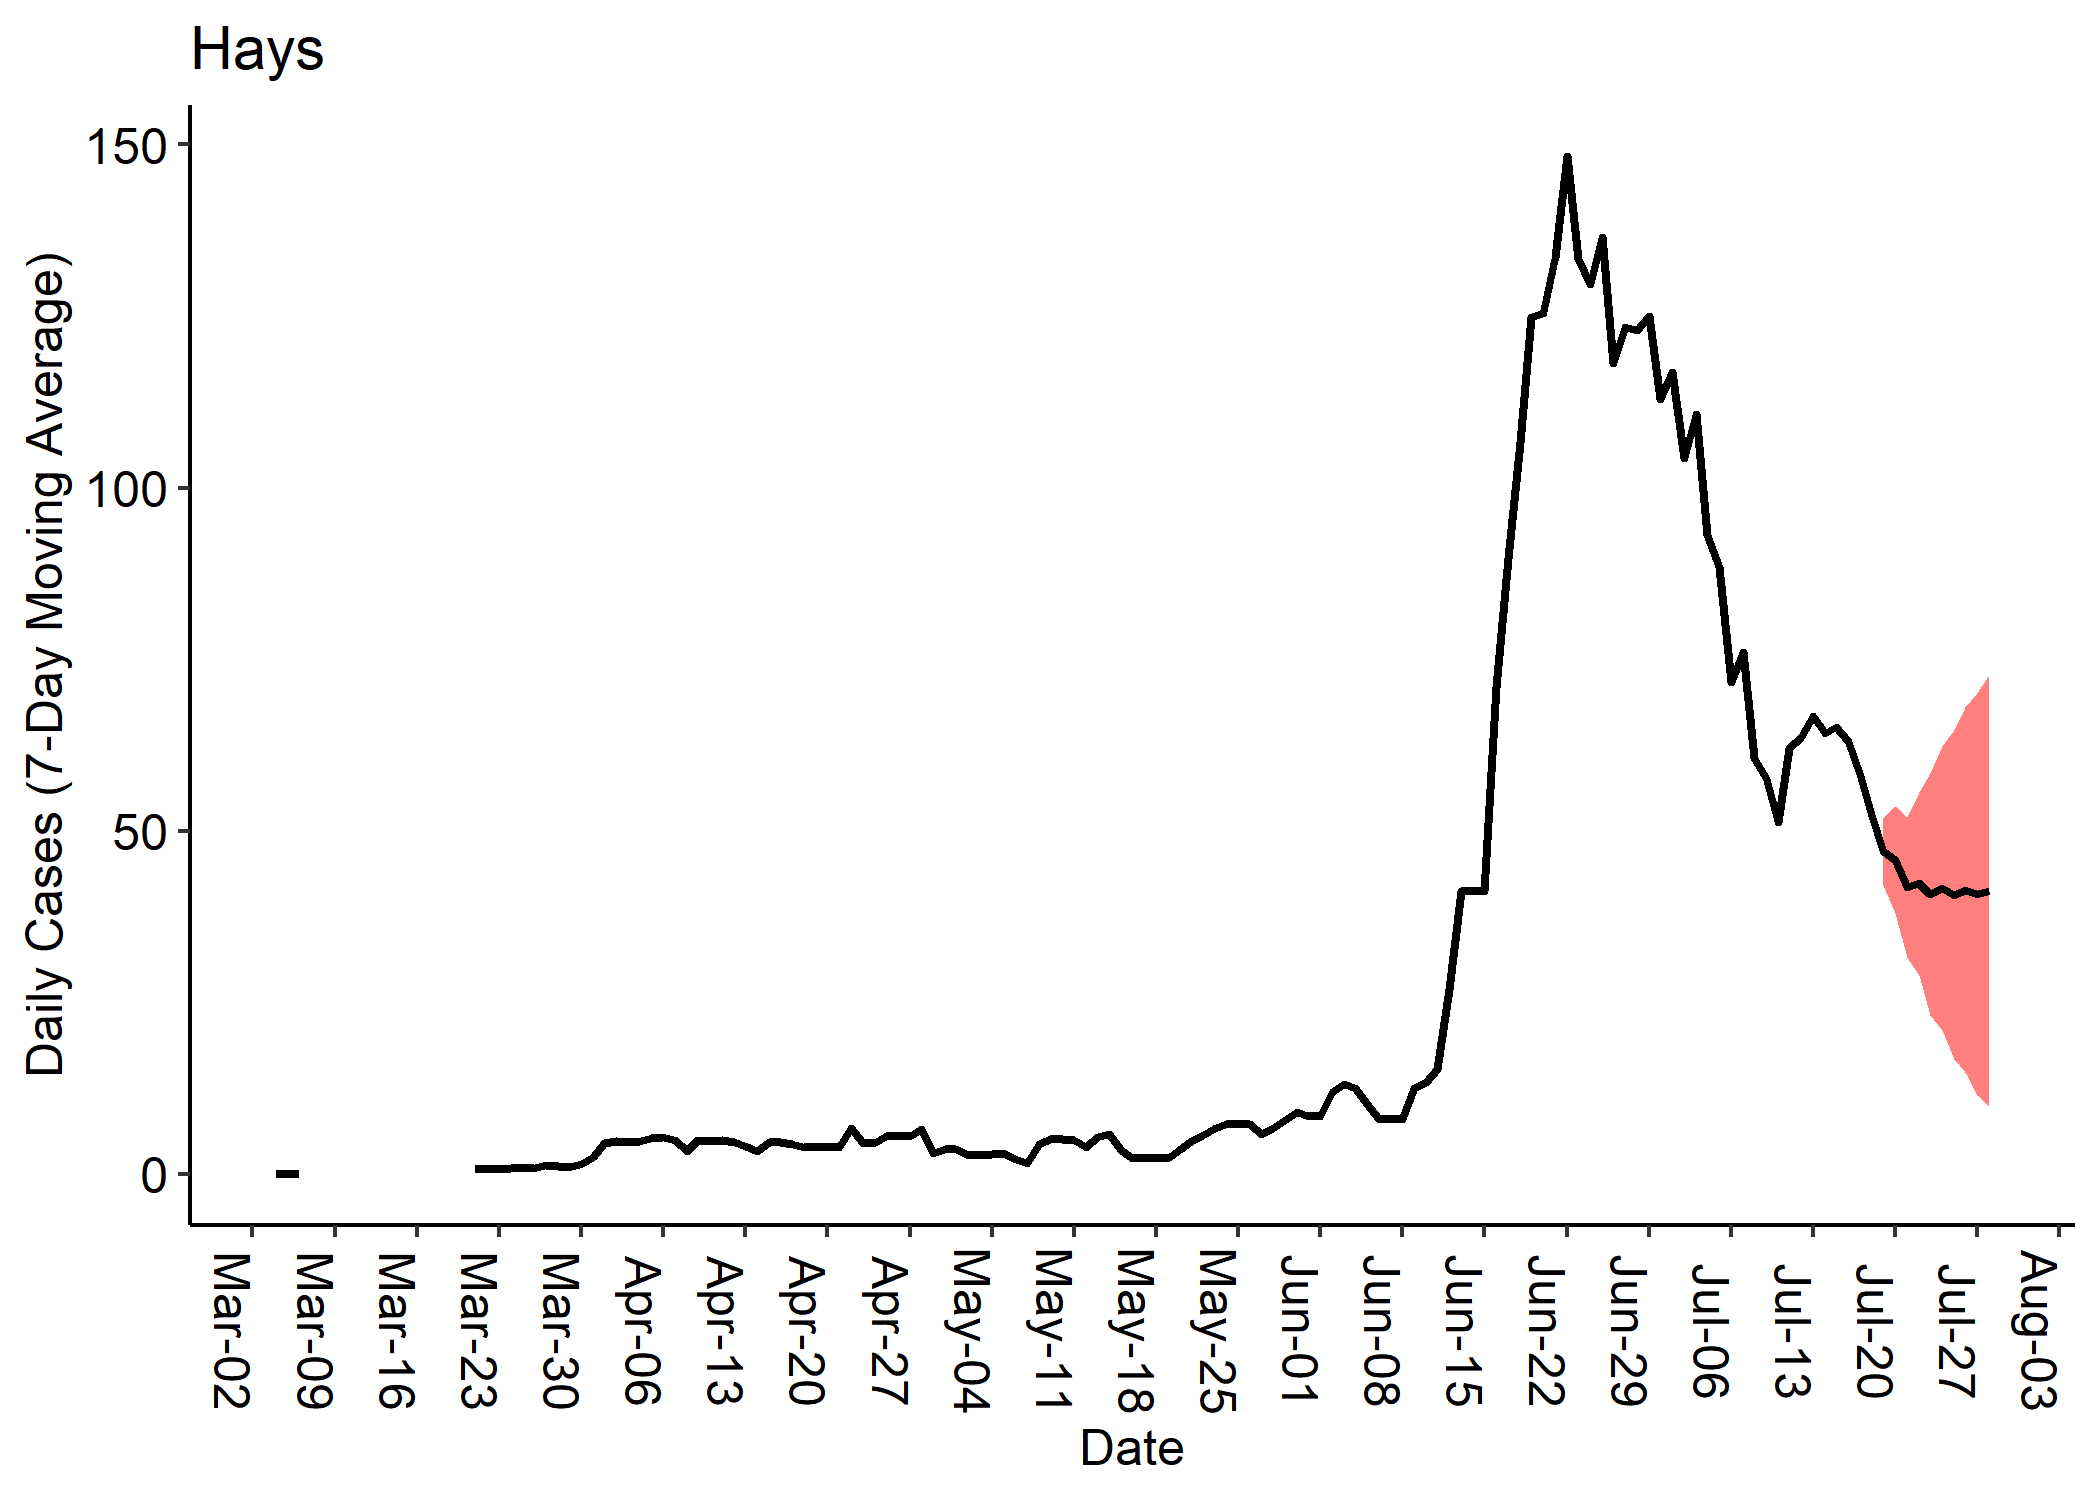 Hays
Daily Cases (7-Day Moving Average)
150
100
50
0
Mar-02
Mar-09
Mar-16
Mar-23
Mar-30
Apr-06
Apr-13
Apr-20
Apr-27
May-04
May-11
May-18
May-25
Jun-01
Jun-08
Jun-15
Jun-22
Jun-29
Jul-06
Jul-13
Jul-20
Jul-27
Aug-03
Date